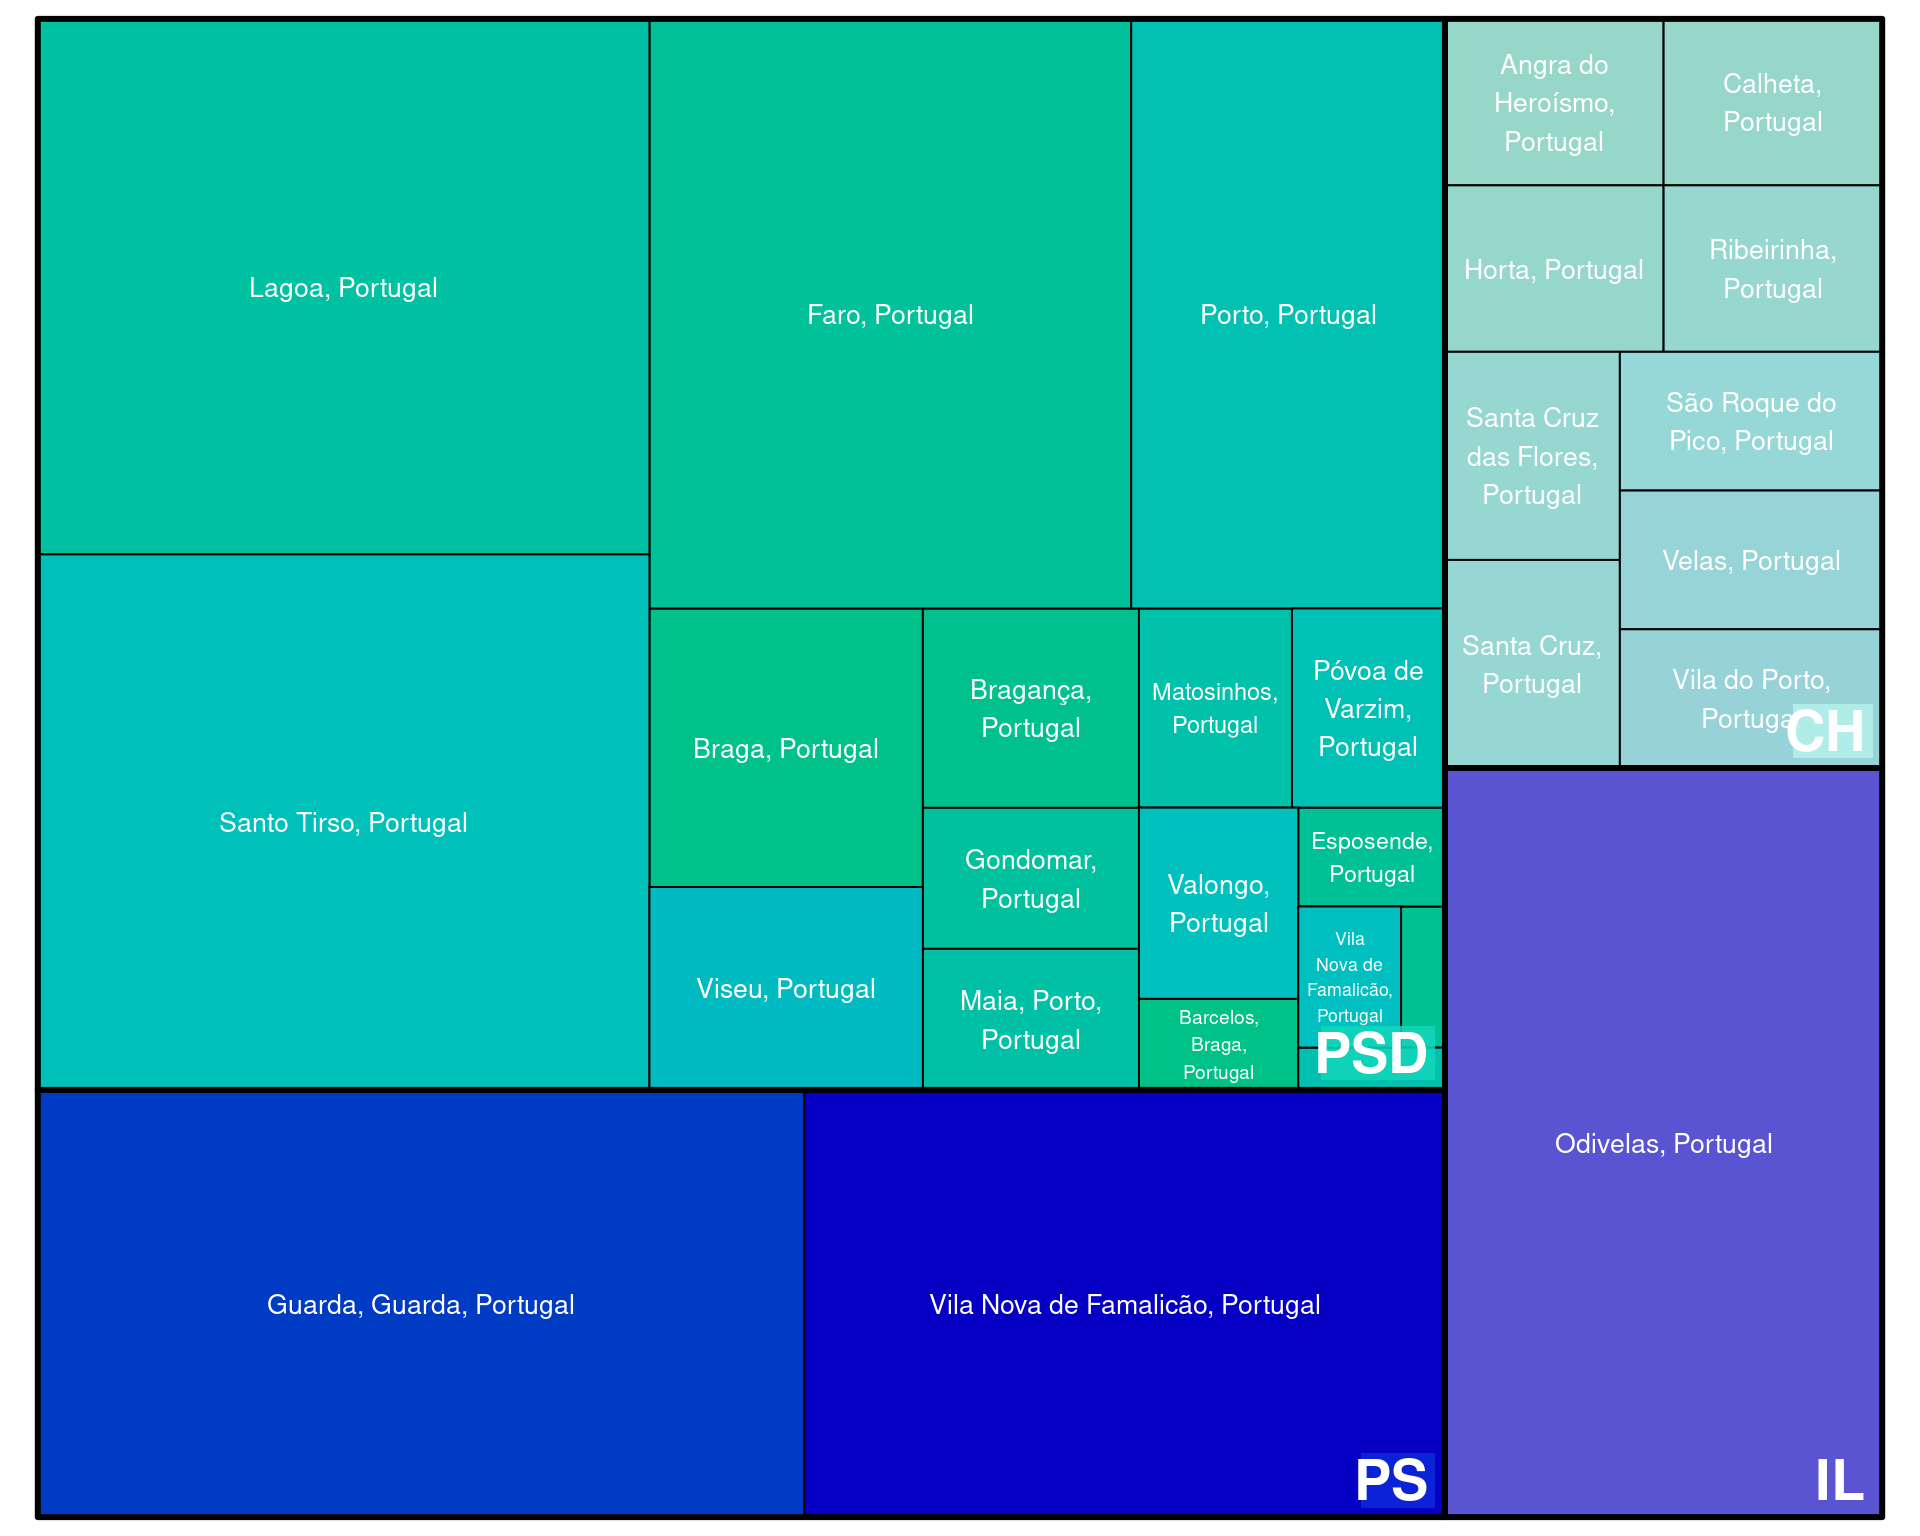 Lagoa, Portugal
Faro, Portugal
Porto, Portugal
Santo Tirso, Portugal
Braga, Portugal
Bragança,
Portugal
Matosinhos,
Portugal
Póvoa de
Varzim,
Portugal
Viseu, Portugal
Gondomar,
Portugal
Maia, Porto,
Portugal
Valongo,
Portugal
Barcelos,
Braga,
Portugal
Esposende,
Portugal
Vila
Nova de
Famalicão,
Portugal
PSD
Guarda, Guarda, Portugal
Vila Nova de Famalicão, Portugal
PS
Angra do
Heroísmo,
Portugal
Calheta,
Portugal
Horta, Portugal
Ribeirinha,
Portugal
Santa Cruz
das Flores,
Portugal
São Roque do
Pico, Portugal
Velas, Portugal
Santa Cruz,
Portugal
Vila do Porto,
Portugal
CH
Odivelas, Portugal
IL